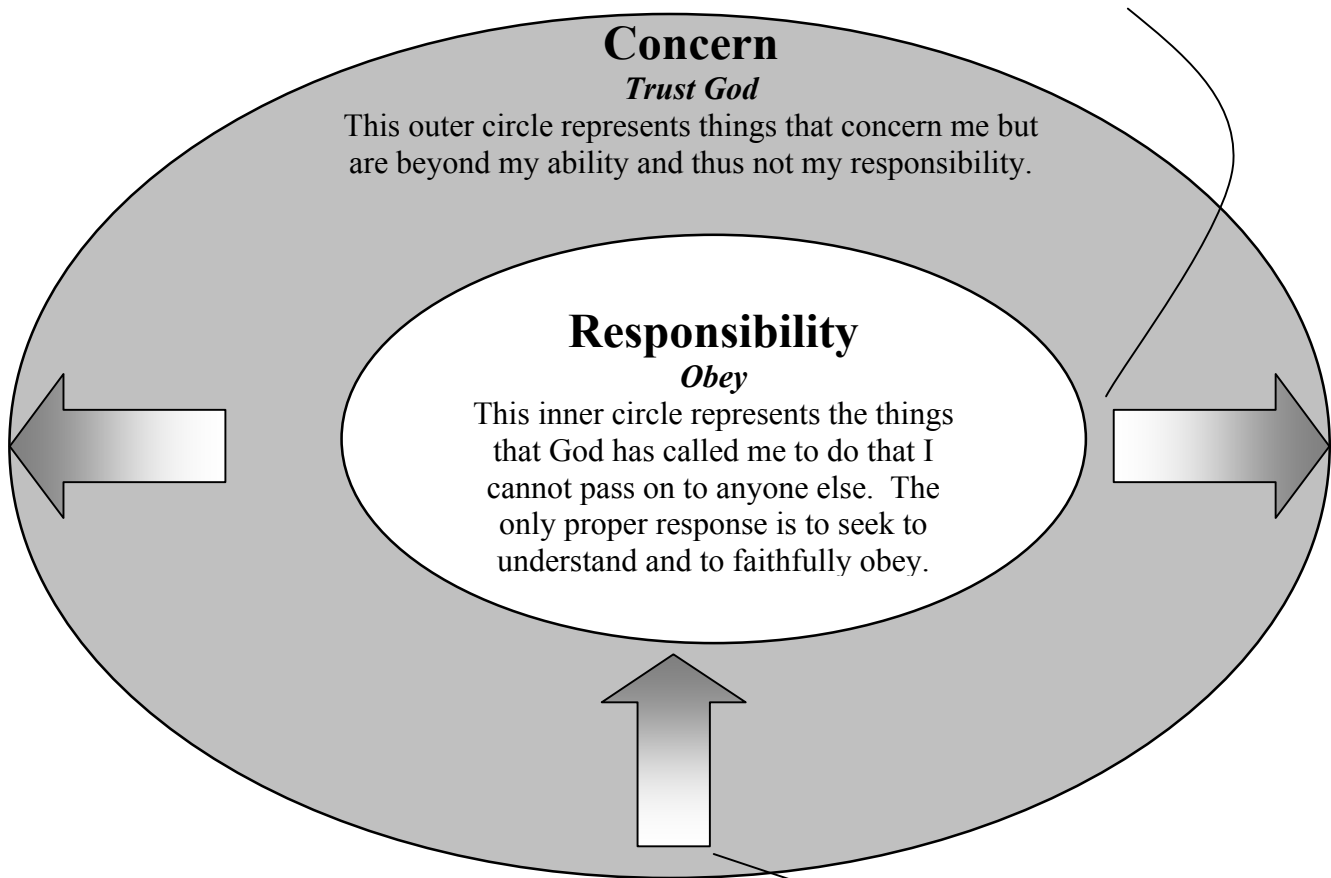 Concern
Trust God
This outer circle represents things that concern me but
are beyond my ability and thus not my responsibility.
Responsibility
Obey
This inner circle represents the things
that God has called me to do that I
cannot pass on to anyone else.  The
only proper response is to seek to
understand and to faithfully obey.